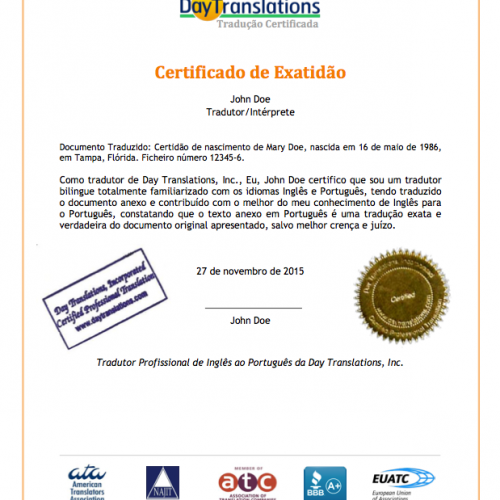 DayTranslations
Tradução Certificada
Certificado de Exatidão
John Doe
Tradutor/Intérprete
Documento Traduzido: Certidão de nascimento de Mary Doe, nascida em 16 de maio de 1986,
em Tampa, Flórida. Ficheiro número 12345-6.
Como tradutor de Day Translations, Inc., Eu, John Doe certifico que sou um tradutor
bilingue totalmente familiarizado com os idiomas Inglês e Português, tendo traduzido
o documento anexo e contribuído com o melhor do meu conhecimento de Inglês para
o Português, constatando que o texto anexo em Português é uma tradução exata e
verdadeira do documento original apresentado, salvo melhor crença e juízo.
Day Translations, Incorporated
Certified Professional Translation
www.daytranslations.com
27 de novembro de 2015
Certified
John Doe
Tradutor Profissional de Inglês ao Português da Day Translations, Inc.
ata
American
Translators
Association
NAJIT
MEMBER OF
atc
ASSOCIATION OF
TRANSLATION COMPANIES
BBB
A+
EUATC
European Union
of Associations